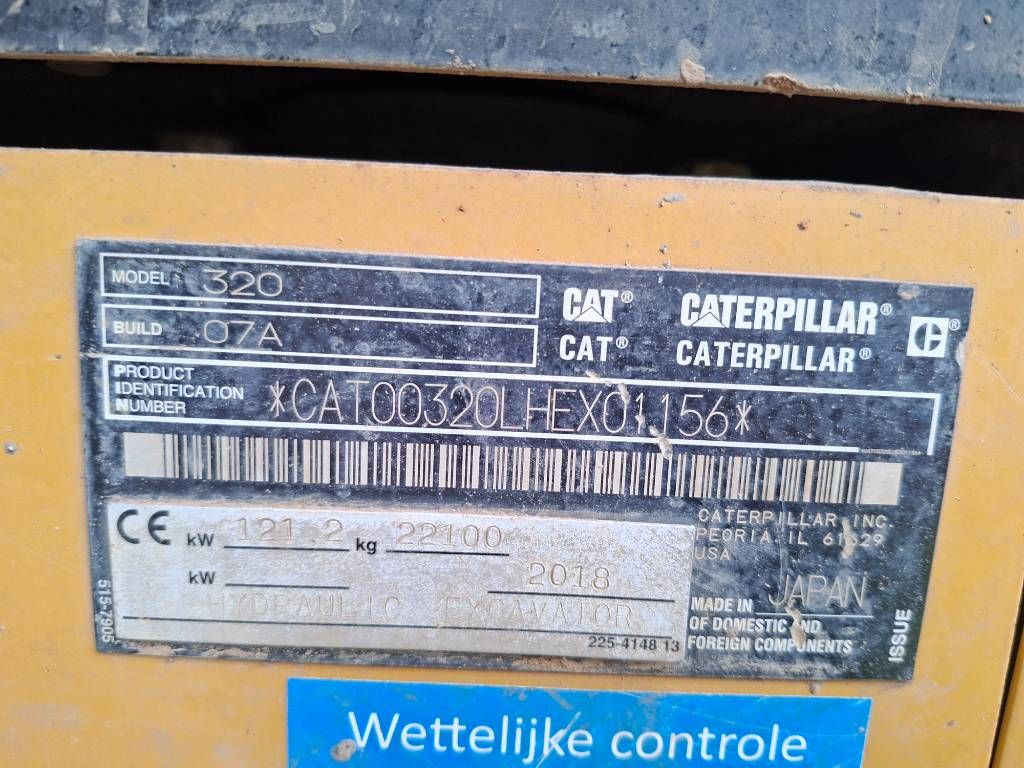 MODEL 320
BUILD 07A
CAT® CATERPILLAR®
CAT® CATERPILLAR®
C®
PRODUCT
IDENTIFICATION
NUMBER
*CAT00320LHEX01156*
CE kW 121.2 kg 22100
kW 2018
HYDRAULIC EXCAVATOR
225-4148 13
515-7905
CATERPILLAR INC.
PEORIA, IL 61629
USA
MADE IN JAPAN
OF DOMESTIC AND
FOREIGN COMPONENTS
ISSUE
Wettelijke controle